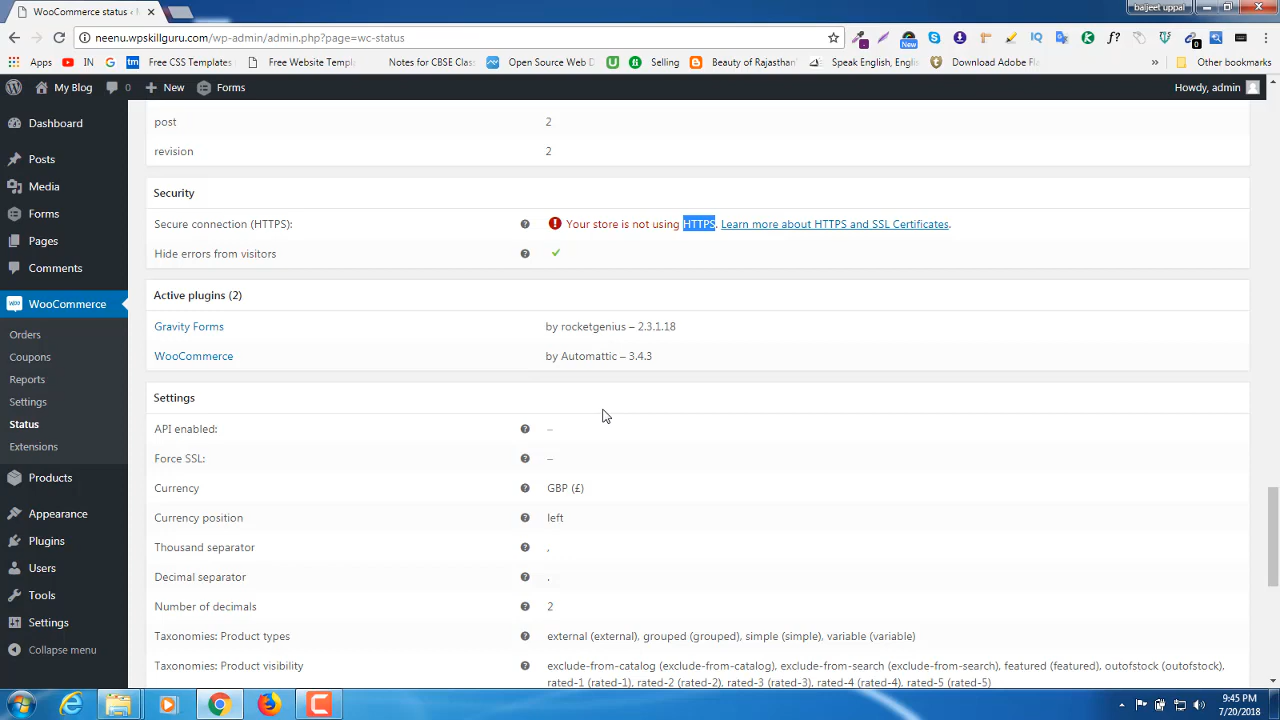 WooCommerce status ‹
baljeet uppal
neenu.wpskillguru.com/wp-admin/admin.php?page=wc-status
New
0
Apps
IN
Free CSS Templates
Free Website Templ
Notes for CBSE Clas
Open Source Web D
Selling
Beauty of Rajasthan
Speak English, Engli
Download Adobe Fla
»
Other bookmarks
My Blog
0
New
Forms
Howdy, admin
Dashboard
Posts
Media
Forms
Pages
Comments
WooCommerce
Orders
Coupons
Reports
Settings
Status
Extensions
Products
Appearance
Plugins
Users
Tools
Settings
Collapse menu
post 2
revision 2
Security
Secure connection (HTTPS): Your store is not using HTTPS. Learn more about HTTPS and SSL Certificates.
Hide errors from visitors ✔
Active plugins (2)
Gravity Forms by rocketgenius – 2.3.1.18
WooCommerce by Automattic – 3.4.3
Settings
API enabled: –
Force SSL: –
Currency GBP (£)
Currency position left
Thousand separator ,
Decimal separator .
Number of decimals 2
Taxonomies: Product types external (external), grouped (grouped), simple (simple), variable (variable)
Taxonomies: Product visibility exclude-from-catalog (exclude-from-catalog), exclude-from-search (exclude-from-search), featured (featured), outofstock (outofstock),
rated-1 (rated-1), rated-2 (rated-2), rated-3 (rated-3), rated-4 (rated-4), rated-5 (rated-5)
9:45 PM
7/20/2018